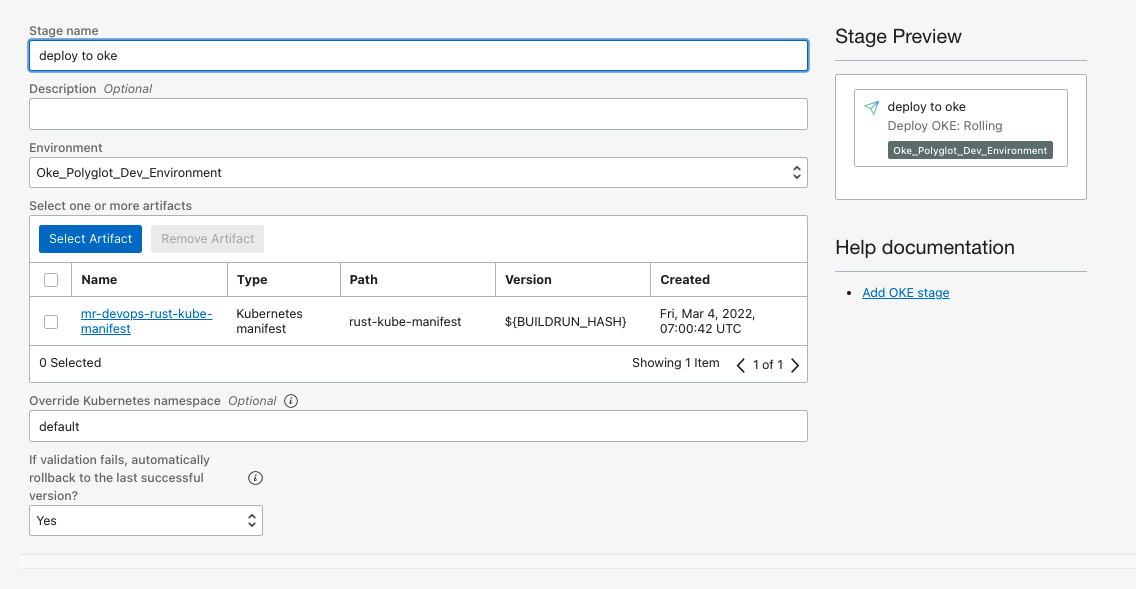 Stage name
deploy to oke
Description Optional
Environment
Oke_Polyglot_Dev_Environment
Select one or more artifacts
Select Artifact Remove Artifact
Name Type Path Version Created
mr-devops-rust-kube-
manifest
Kubernetes
manifest
rust-kube-manifest
${BUILDRUN_HASH}
Fri, Mar 4, 2022,
07:00:42 UTC
0 Selected
Showing 1 Item 1 of 1
Override Kubernetes namespace Optional
default
If validation fails, automatically
rollback to the last successful
version?
Yes
Stage Preview
deploy to oke
Deploy OKE: Rolling
Oke_Polyglot_Dev_Environment
Help documentation
Add OKE stage